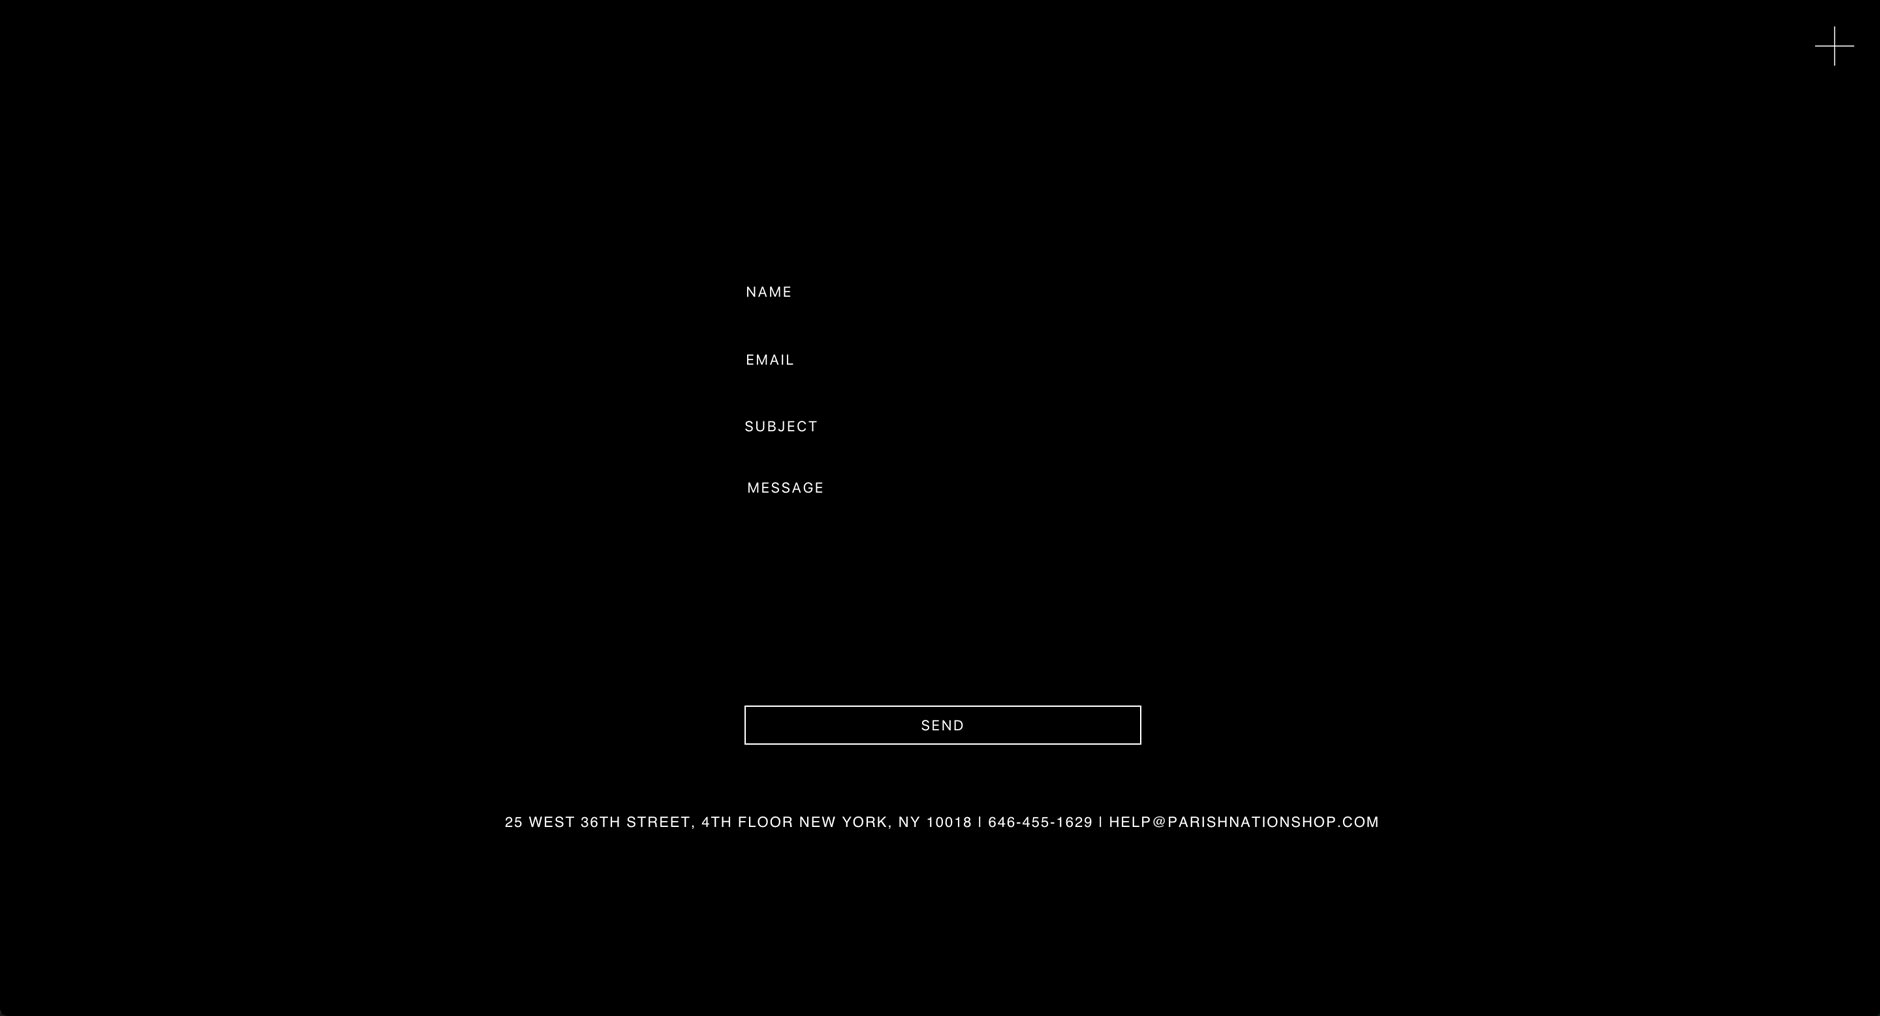 NAME
EMAIL
SUBJECT
MESSAGE
SEND
25 WEST 36TH STREET, 4TH FLOOR NEW YORK, NY 10018 | 646-455-1629 | HELP@PARISHNATIONSHOP.COM